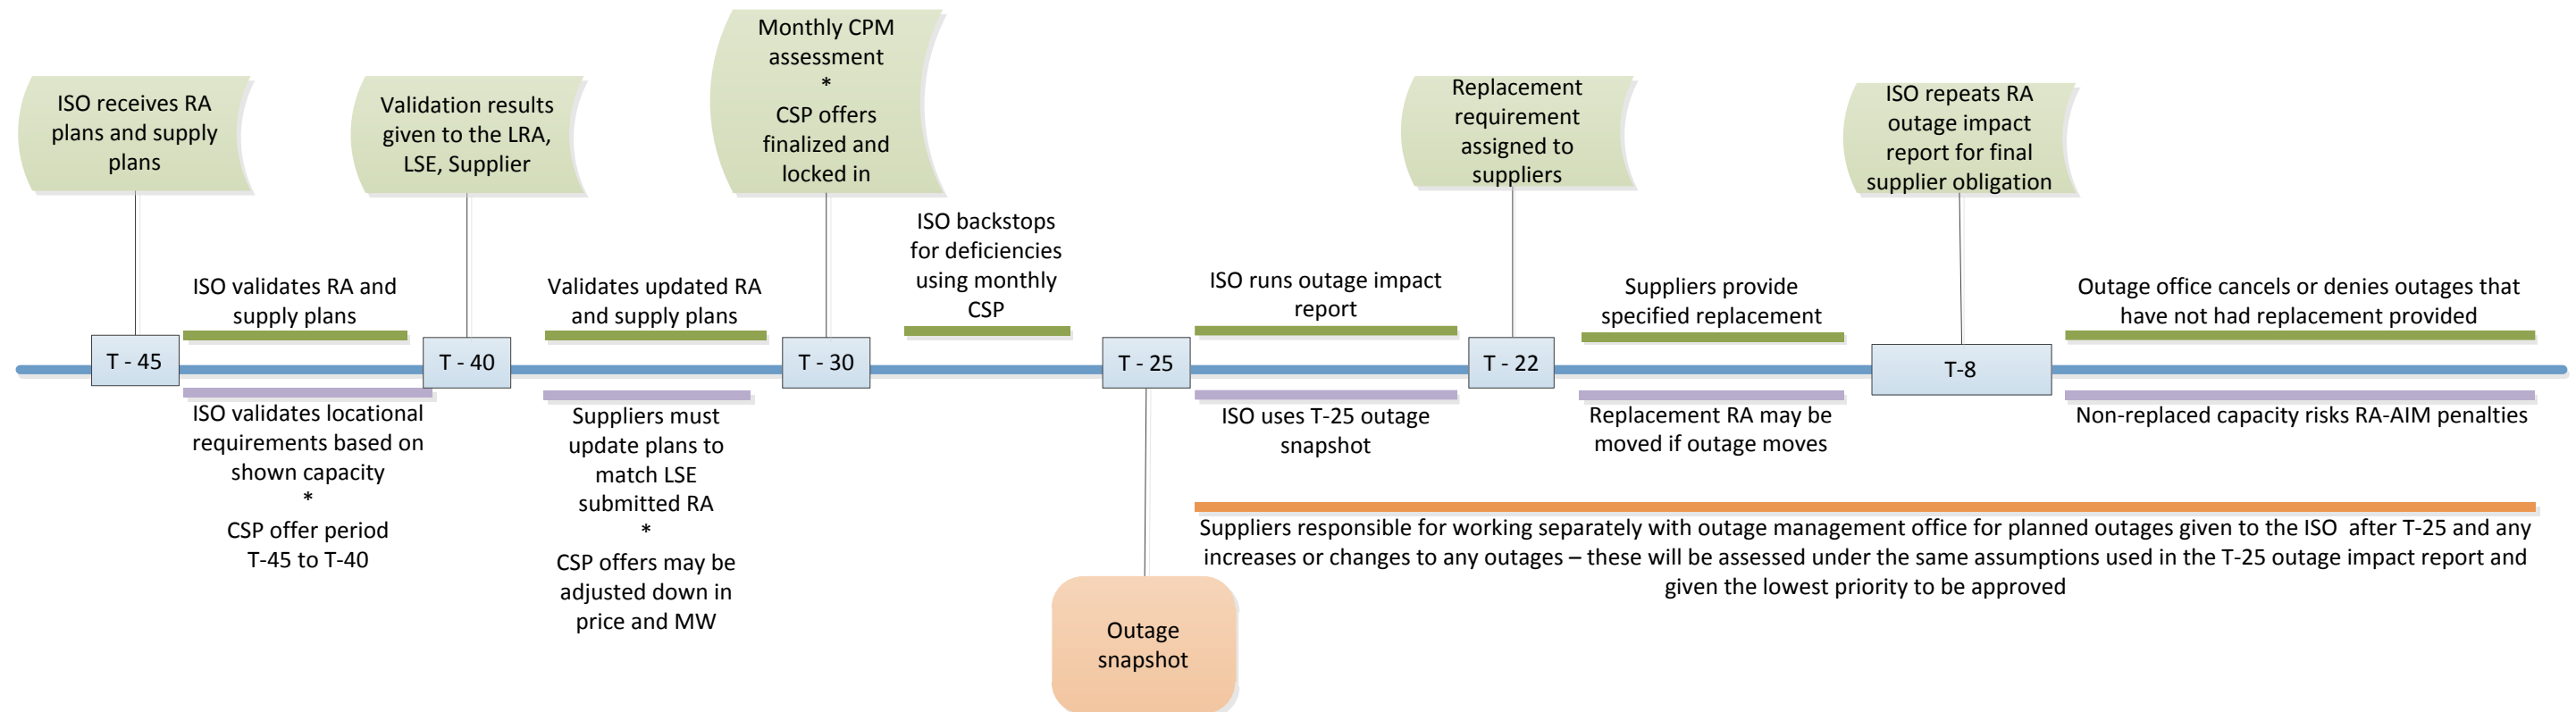 ISO receives RA
plans and supply
plans
Validation results
given to the LRA,
LSE, Supplier
Monthly CPM
assessment
*
CSP offers
finalized and
locked in
Replacement
requirement
assigned to
suppliers
ISO repeats RA
outage impact
report for final
supplier obligation
ISO validates RA and
supply plans
Validates updated RA
and supply plans
ISO backstops
for deficiencies
using monthly
CSP
ISO runs outage impact
report
Suppliers provide
specified replacement
Outage office cancels or denies outages that
have not had replacement provided
T - 45
T - 40
T - 30
T - 25
T - 22
T-8
ISO validates locational
requirements based on
shown capacity
*
CSP offer period
T-45 to T-40
Suppliers must
update plans to
match LSE
submitted RA
*
CSP offers may be
adjusted down in
price and MW
ISO uses T-25 outage
snapshot
Replacement RA may be
moved if outage moves
Non-replaced capacity risks RA-AIM penalties
Suppliers responsible for working separately with outage management office for planned outages given to the ISO  after T-25 and any
increases or changes to any outages – these will be assessed under the same assumptions used in the T-25 outage impact report and
given the lowest priority to be approved
Outage
snapshot